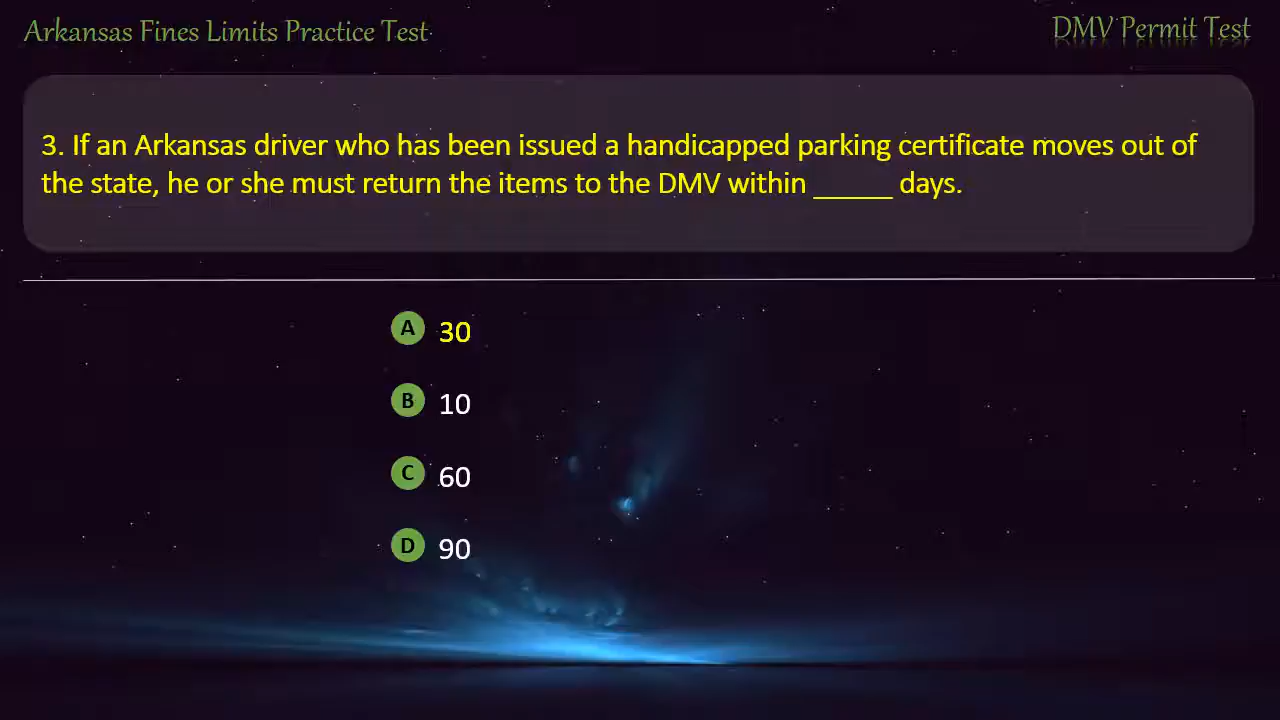 Arkansas Fines Limits Practice Test
DMV Permit Test
3. If an Arkansas driver who has been issued a handicapped parking certificate moves out of
the state, he or she must return the items to the DMV within ______ days.
A 30
B 10
C 60
D 90